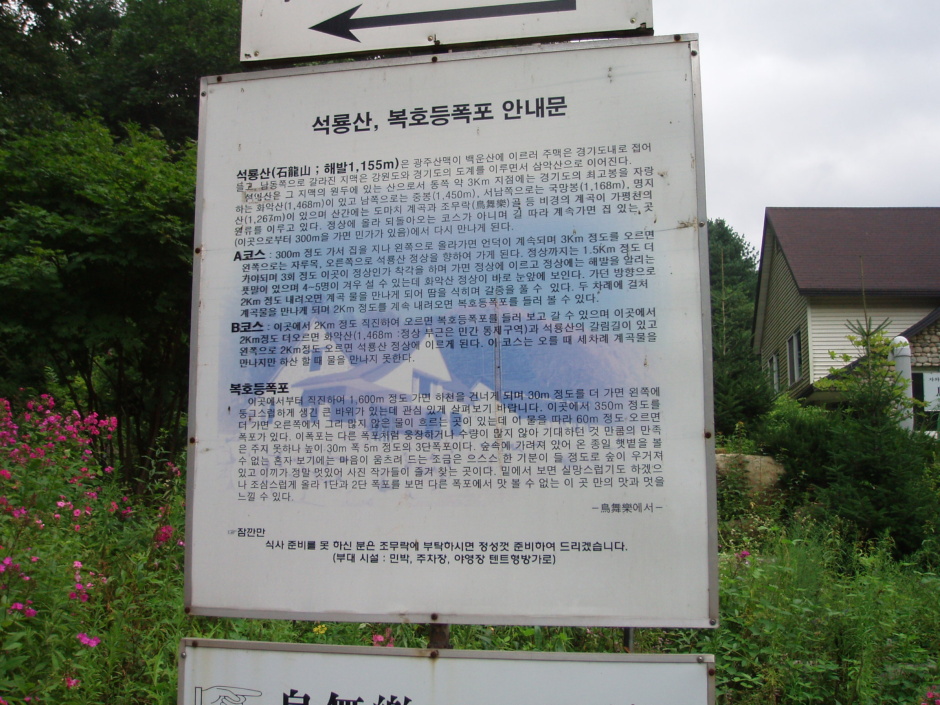 석룡산, 복호등폭포 안내문
석룡산(石龍山 ; 해발1,155m)은 광주산맥이 백운산에 이르러 주맥은 경기도내로 접어
들고, 남동쪽으로 갈라진 지맥은 강원도와 경기도의 도계를 이루면서 삼악산으로 이어진다.
석룡산은 그 지맥의 원두에 있는 산으로서 동쪽 약 3Km 지점에는 경기도의 최고봉을 자랑
하는 화악산(1,468m)이 있고 남쪽으로는 중봉(1,450m), 서남쪽으로는 국망봉(1,168m), 명지
산(1,267m)이 있으며 산간에는 도마치 계곡과 조무락(鳥舞樂)골 등 비경의 계곡이 가평천의
원류를 이루고 있다. 정상에 올라 되돌아오는 코스가 아니며 길 따라 계속가면 집 있는 곳
(이곳으로부터 300m을 가면 민가가 있음)에서 다시 만나게 된다.
A코스 : 300m 정도 가서 집을 지나 왼쪽으로 올라가면 언덕이 계속되며 3Km 정도를 오르면
왼쪽으로는 자루목, 오른쪽으로 석룡산 정상을 향하여 가게 된다. 정상까지는 1.5Km 정도 더
가야되며 3회 정도 이곳이 정상인가 착각을 하며 가면 정상에 이르고 정상에는 해발을 알리는
푯말이 있으며 4~5명이 겨우 설 수 있는데 화악산 정상이 바로 눈앞에 보인다. 가던 방향으로
2Km 정도 내려오면 계곡 물을 만나게 되어 땀을 식히며 갈증을 풀 수 있다. 두 차례에 걸쳐
계곡물을 만나게 되며 2Km 정도를 계속 내려오면 복호등폭포를 들러 볼 수 있다.
B코스 : 이곳에서 2Km 정도 직진하여 오르면 복호등폭포를 들러 보고 갈 수 있으며 이곳에서
2Km정도 더오르면 화악산(1,468m :정상 부근은 민간 통제구역)과 석룡산의 갈림길이 있고
왼쪽으로 2Km정도 오르면 석룡산 정상에 이르게 된다. 이 코스는 오를 때 세차례 계곡물을
만나지만 하산 할 때 물을 만나지 못한다.
복호등폭포
이곳에서부터 직진하여 1,600m 정도 가면 하천을 건너게 되며 30m 정도를 더 가면 왼쪽에
둥그스럼하게 생긴 큰 바위가 있는데 관심 있게 살펴보기 바랍니다. 이곳에서 350m 정도를
더 가면 오른쪽에서 그리 많지 않은 물이 흐르는 곳이 있는데 이 물을 따라 60m 정도 오르면
폭포가 있다. 이폭포는 다른 폭포처럼 웅장하거나 수량이 많지 않아 기대하던 것 만큼의 만족
은 주지 못하나 높이 30m 폭 5m 정도의 3단폭포이다. 숲속에 가려져 있어 온 종일 햇볕을 볼
수 없는 혼자 보기에는 마음이 움츠려 드는 조금은 으스스 한 기분이 들 정도로 숲이 우거져
있고 이끼가 정말 멋있어 사진 작가들이 즐겨 찾는 곳이다. 밑에서 보면 실망스럽기도 하겠으
나 조심스럽게 올라 1단과 2단 폭포를 보면 다른 폭포에서 맛 볼 수 없는 이 곳 만의 맛과 멋을
느낄 수 있다.
－鳥舞樂에서－
☞잠깐만
식사 준비를 못 하신 분은 조무락에 부탁하시면 정성껏 준비하여 드리겠습니다.
(부대 시설 : 민박, 주차장, 야영장 텐트영방가로)
鳥舞樂